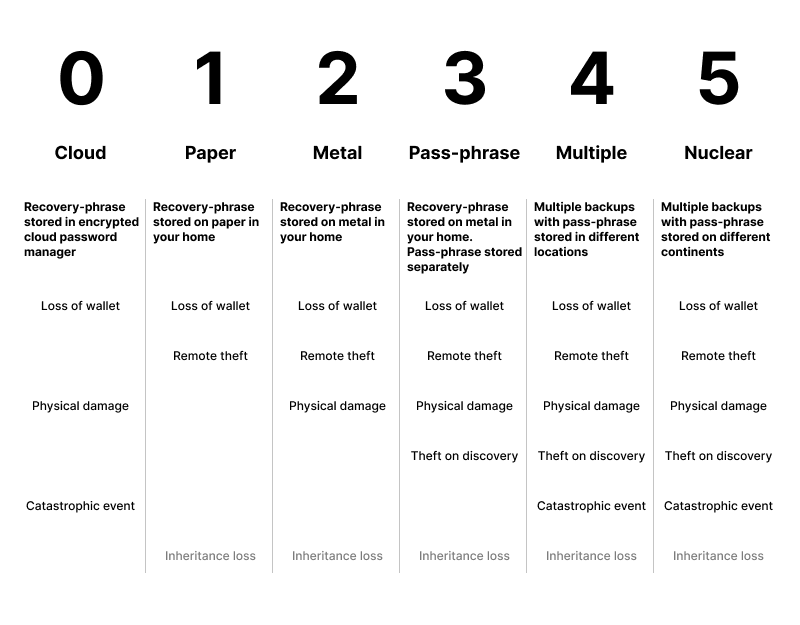 0 1 2 3 4 5
Cloud Paper Metal Pass-phrase Multiple Nuclear
Recovery-phrase
stored in encrypted
cloud password
manager
Recovery-phrase
stored on paper in
your home
Recovery-phrase
stored on metal in
your home
Recovery-phrase
stored on metal in
your home.
Pass-phrase stored
separately
Multiple backups
with pass-phrase
stored in different
locations
Multiple backups
with pass-phrase
stored on different
continents
Loss of wallet Loss of wallet Loss of wallet Loss of wallet Loss of wallet Loss of wallet
Remote theft Remote theft Remote theft Remote theft Remote theft
Physical damage Physical damage Physical damage Physical damage Physical damage
Theft on discovery Theft on discovery Theft on discovery
Catastrophic event Catastrophic event Catastrophic event
Inheritance loss Inheritance loss Inheritance loss Inheritance loss Inheritance loss